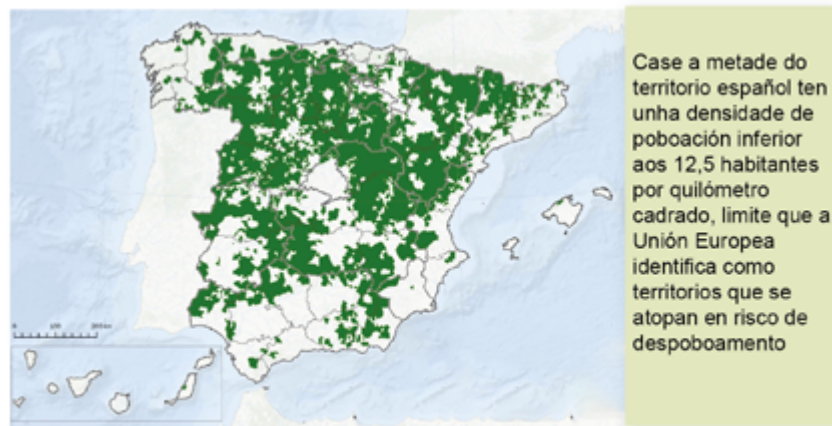 Case a metade do
territorio español ten
unha densidade de
poboación inferior
aos 12,5 habitantes
por quilómetro
cadrado, limite que a
Unión Europea
identifica como
territorios que se
atopan en risco de
despoboamento